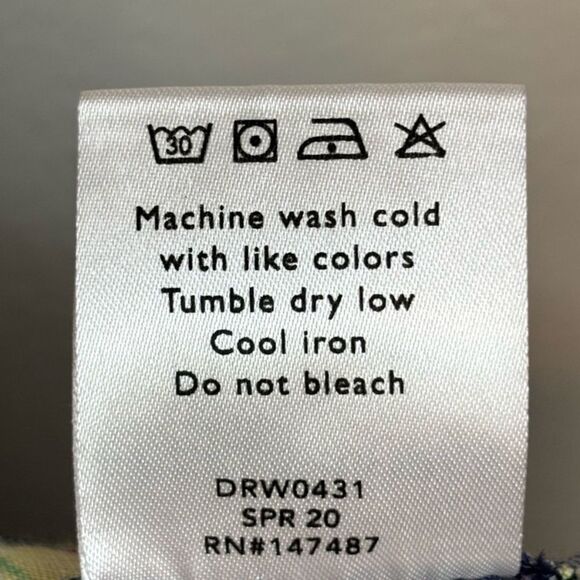 30
Machine wash cold
with like colors
Tumble dry low
Cool iron
Do not bleach
DRW0431
SPR 20
RN#147487